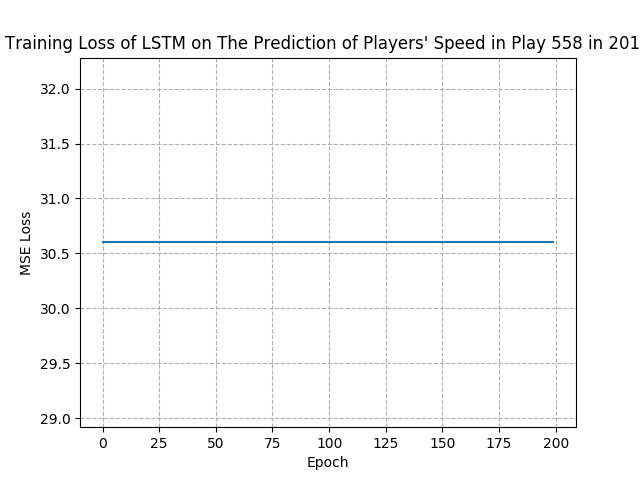 Training Loss of LSTM on The Prediction of Players' Speed in Play 558 in 201
32.0
31.5
31.0
30.5
30.0
29.5
29.0
MSE Loss
0 25 50 75 100 125 150 175 200
Epoch